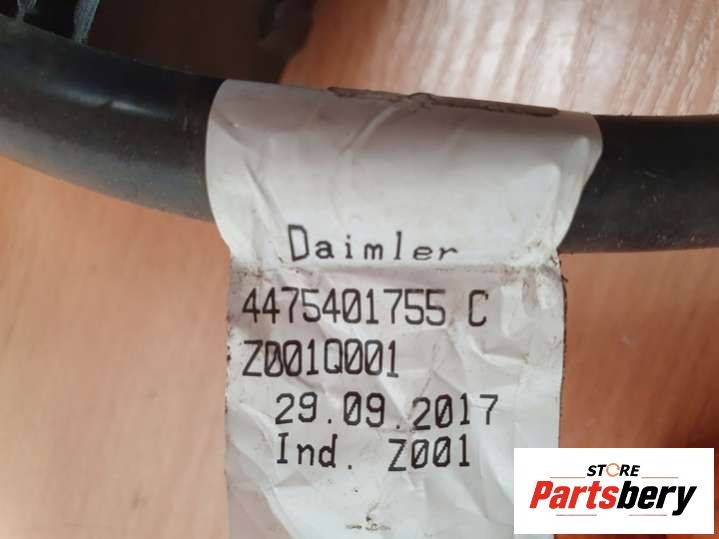 Daimler
4475401755 C
Z001Q001
29.09.2017
Ind. Z001
STORE
Partsbery